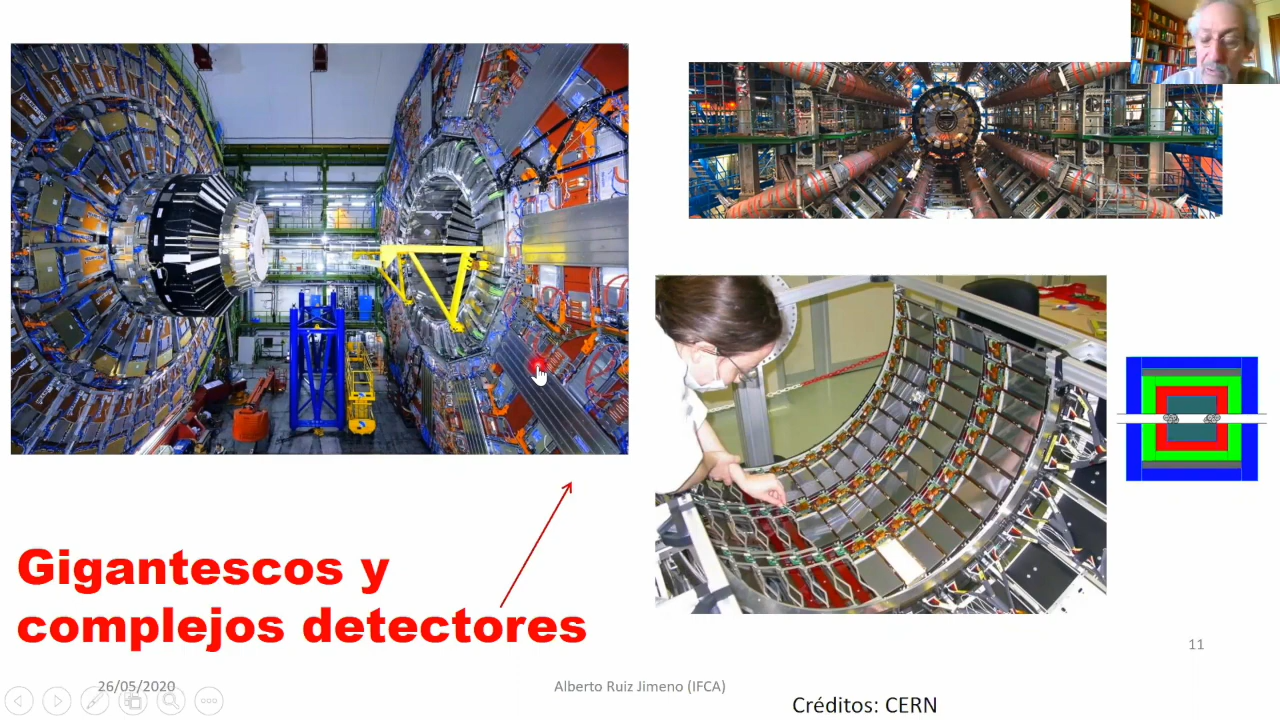 Gigantescos y
complejos detectores
11
26/05/2020
Alberto Ruiz Jimeno (IFCA)
Créditos: CERN